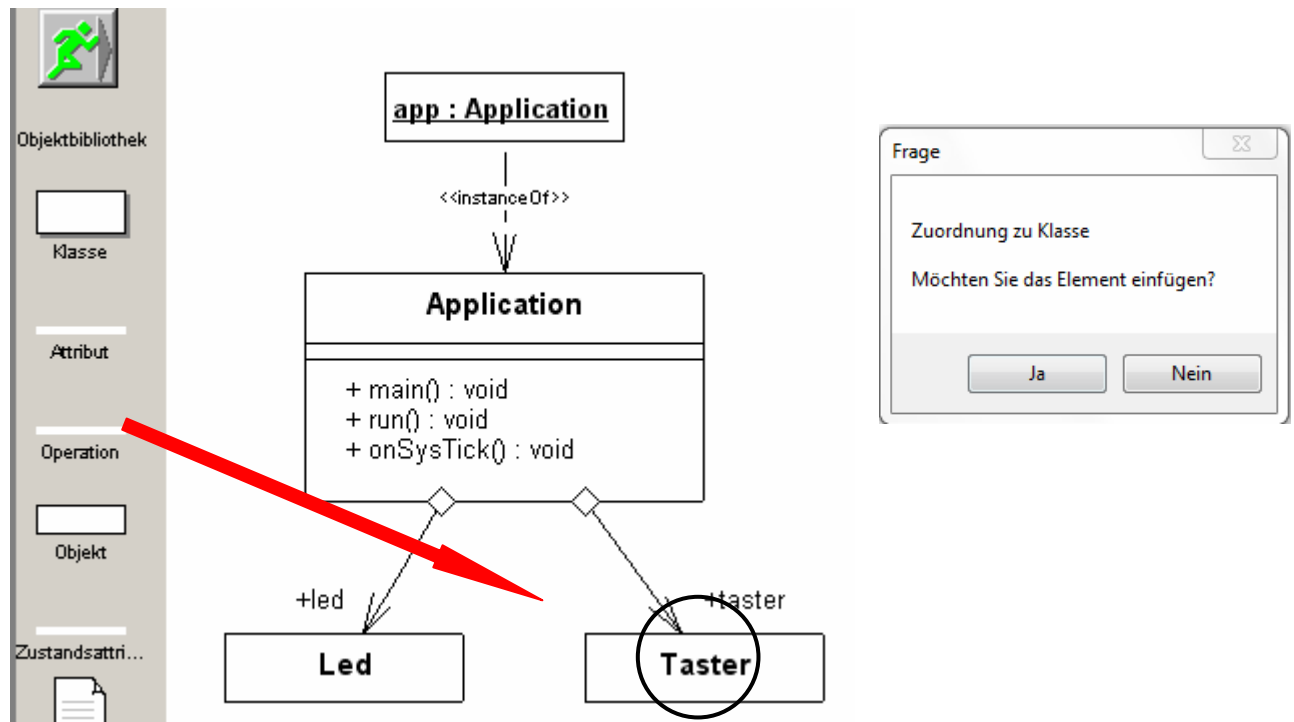 Objektbibliothek
Klasse
Attribut
Operation
Objekt
Zustandsattri...
app : Application
<<instanceOf>>
Application
+ main() : void
+ run() : void
+ onSysTick() : void
+led
+taster
Led
Taster
Frage
Zuordnung zu Klasse
Möchten Sie das Element einfügen?
Ja
Nein